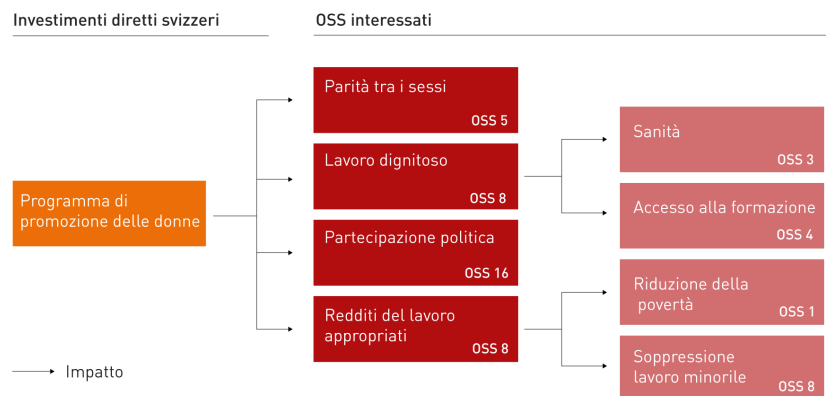 Investimenti diretti svizzeri
OSS interessati
Programma di
promozione delle donne
Parità tra i sessi
OSS 5
Lavoro dignitoso
OSS 8
Partecipazione politica
OSS 16
Redditi del lavoro
appropriati
OSS 8
Sanità
OSS 3
Accesso alla formazione
OSS 4
Riduzione della
povertà
OSS 1
Soppressione
lavoro minorile
OSS 8
Impatto